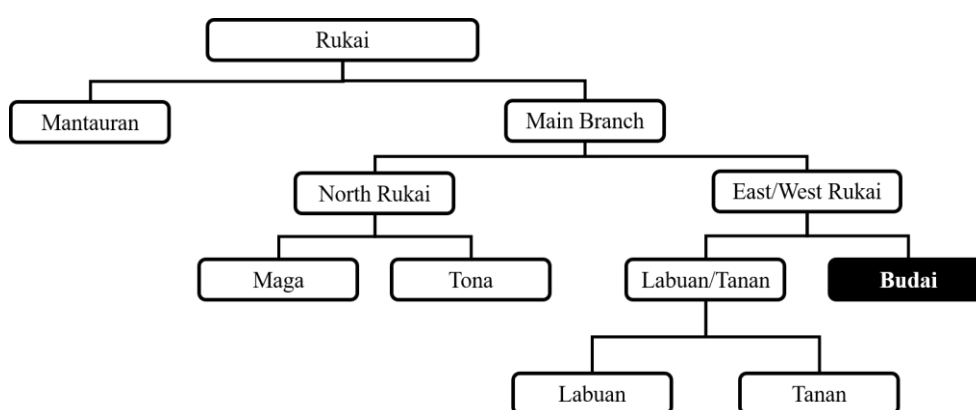 Rukai
Mantauran
Main Branch
North Rukai
East/West Rukai
Maga
Tona
Labuan/Tanan
Budai
Labuan
Tanan